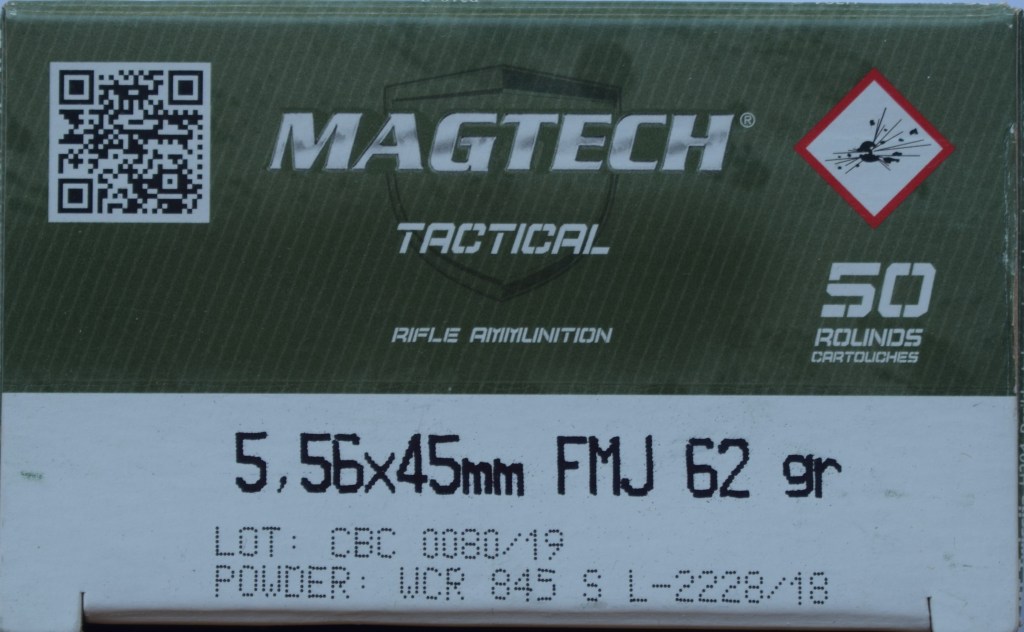 MAGTECH®
TACTICAL
RIFLE AMMUNITION
50
ROUNDS
CARTOUCHES
5,56x45mm FMJ 62 gr
LOT: CBC 0080/19
POWDER: WCR 845 S L-2228/18